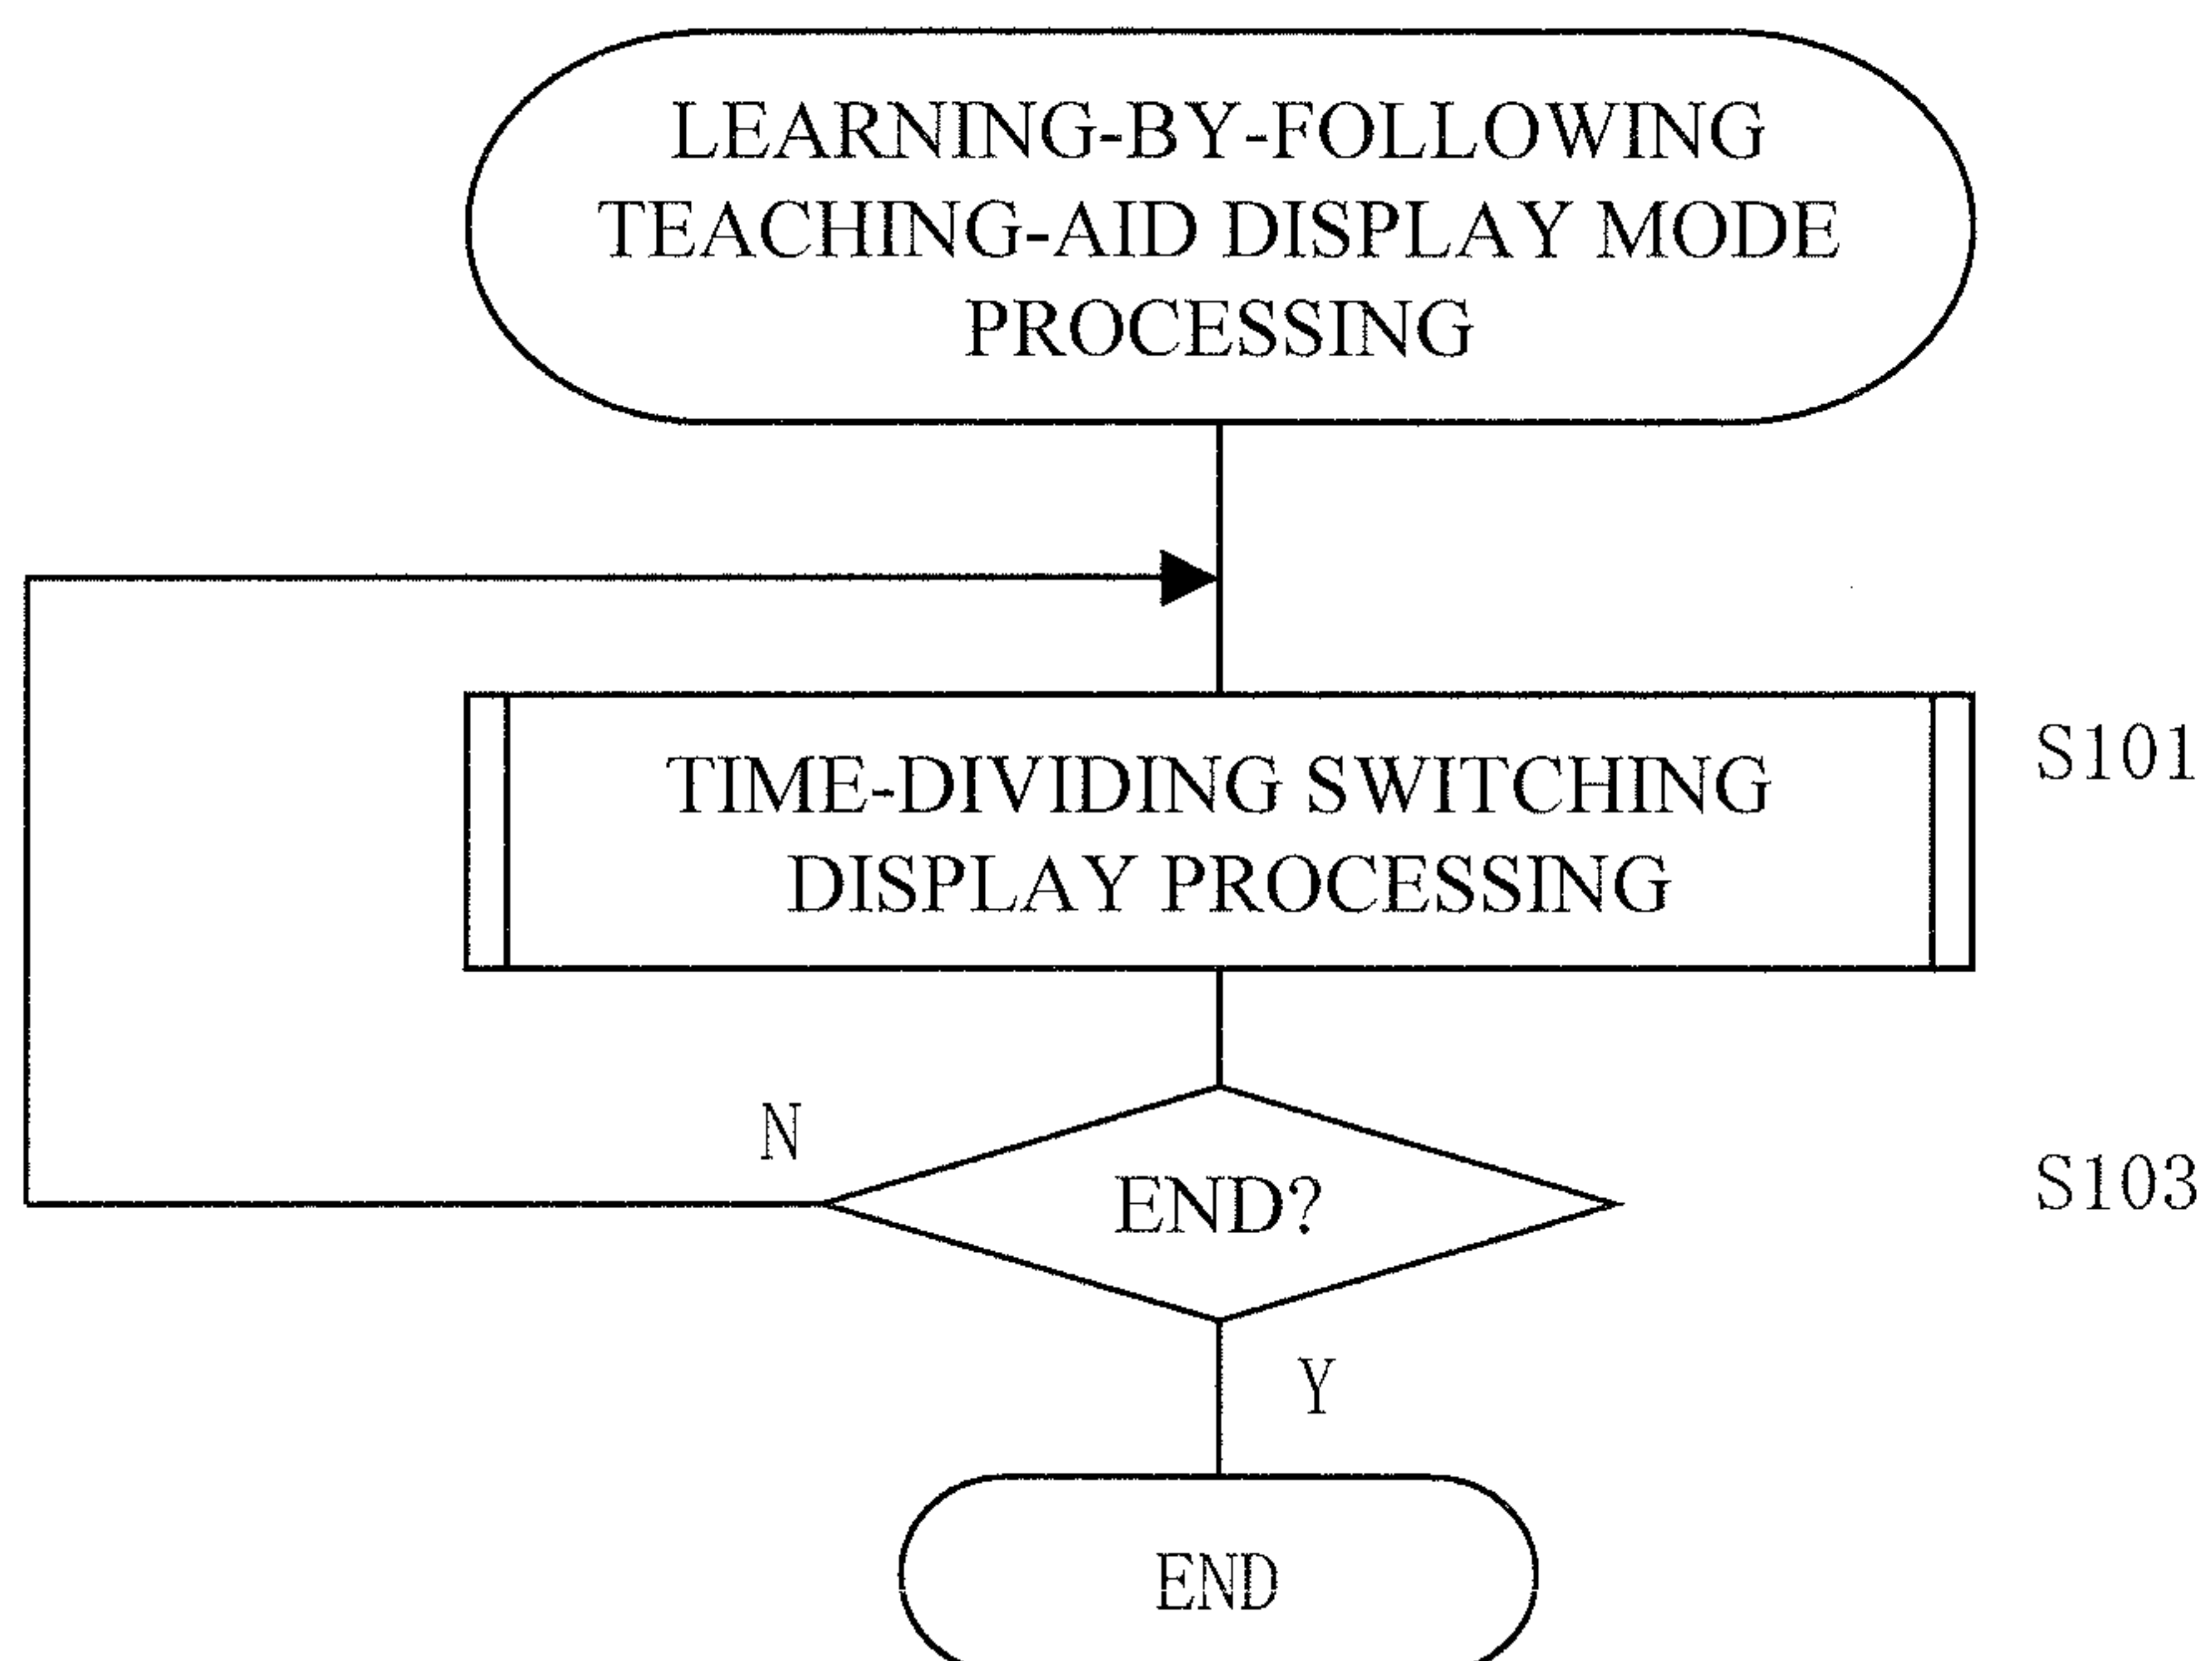 LEARNING-BY-FOLLOWING
TEACHING-AID DISPLAY MODE
PROCESSING
TIME-DIVIDING SWITCHING
DISPLAY PROCESSING
S101
N
END?
S103
Y
END